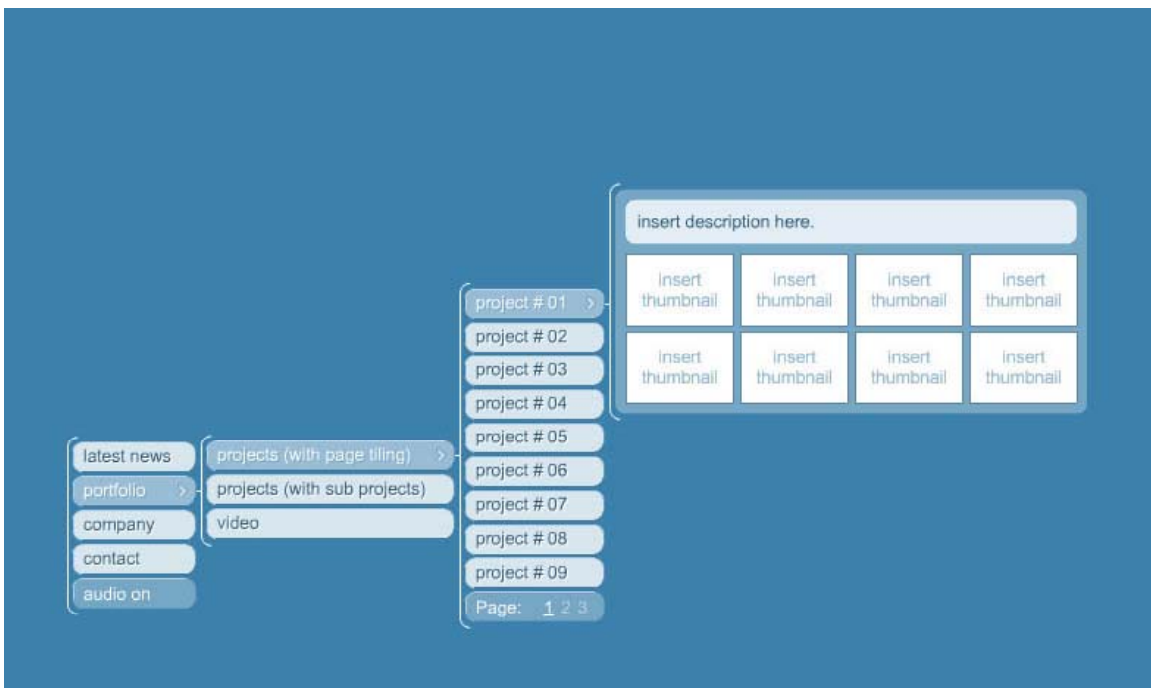 latest news
portfolio >
company
contact
audio on
projects (with page tiling) >
projects (with sub projects)
video
project # 01 >
project # 02
project # 03
project # 04
project # 05
project # 06
project # 07
project # 08
project # 09
Page: 1 2 3
insert description here.
insert
thumbnail
insert
thumbnail
insert
thumbnail
insert
thumbnail
insert
thumbnail
insert
thumbnail
insert
thumbnail
insert
thumbnail